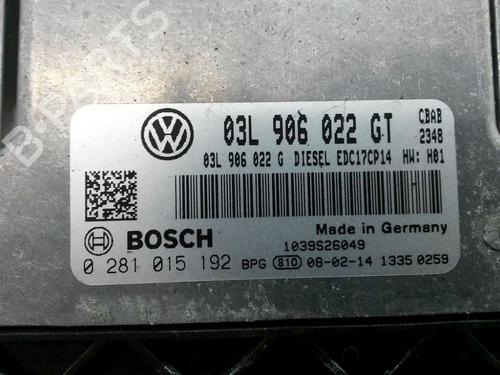 03L 906 022 GT CBAB
2348
03L 906 022 G DIESEL EDC17CP14 HW: H01
Made in Germany
BOSCH 1039S26049
0 281 015 192 BPG 810 08-02-14 1335 0259
B-PARTS